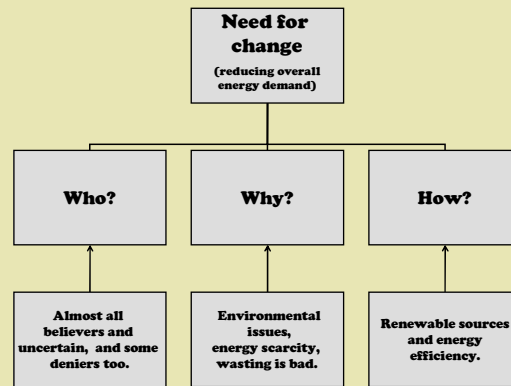 Need for
change
(reducing overall
energy demand)
Who?
Why?
How?
Almost all
believers and
uncertain, and some
deniers too.
Environmental
issues,
energy scarcity,
wasting is bad.
Renewable sources
and energy
efficiency.